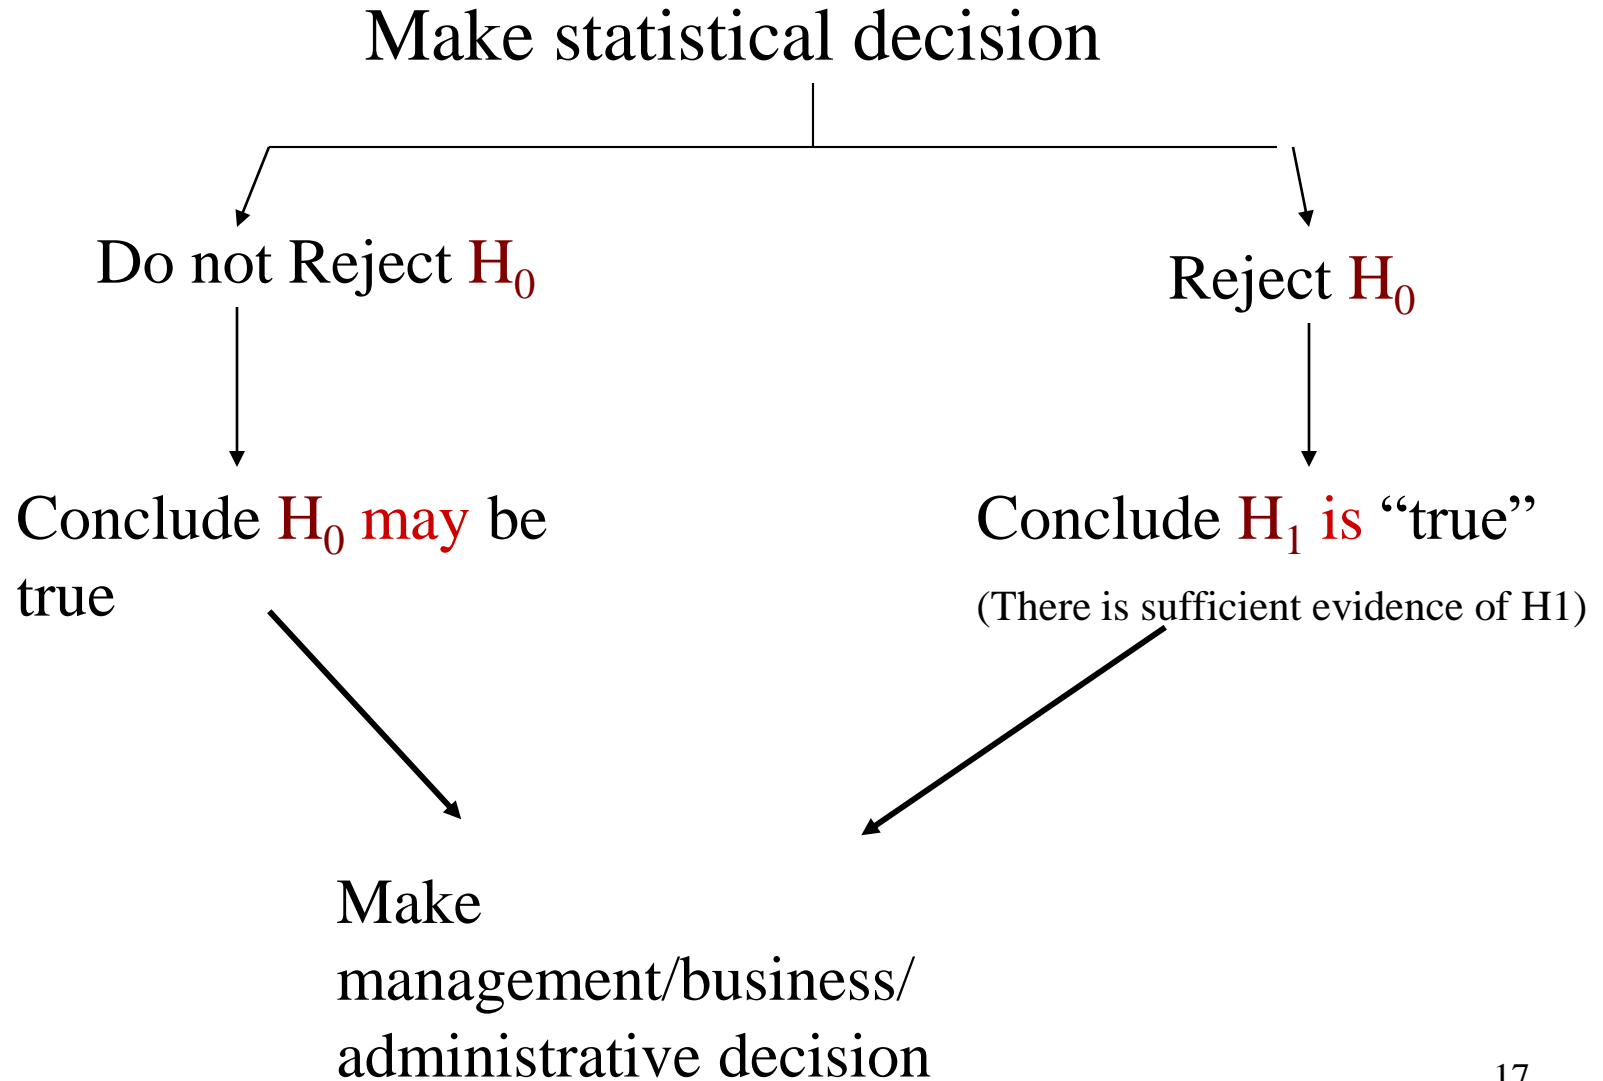 Make statistical decision
Do not Reject H₀
Reject H₀
Conclude H₀ may be
true
Conclude H₁ is “true”
(There is sufficient evidence of H1)
Make
management/business/
administrative decision
17